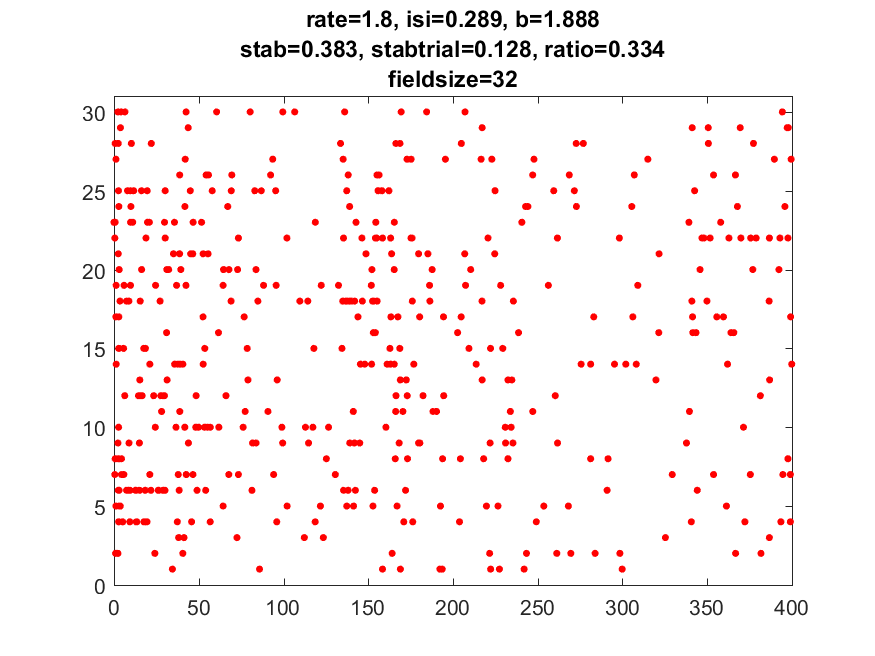 rate=1.8, isi=0.289, b=1.888
stab=0.383, stabtrial=0.128, ratio=0.334
fieldsize=32
30
25
20
15
10
5
0
0 50 100 150 200 250 300 350 400